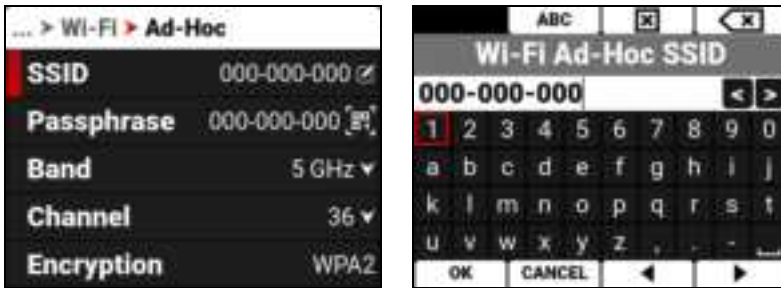 ... > Wi-Fi > Ad-Hoc
SSID 000-000-000
Passphrase 000-000-000
Band 5 GHz
Channel 36
Encryption WPA2
ABC
Wi-Fi Ad-Hoc SSID
000-000-000 < >
1 2 3 4 5 6 7 8 9 0
a b c d e f g h i j
k l m n o p q r s t
u v w x y z , . -
OK CANCEL